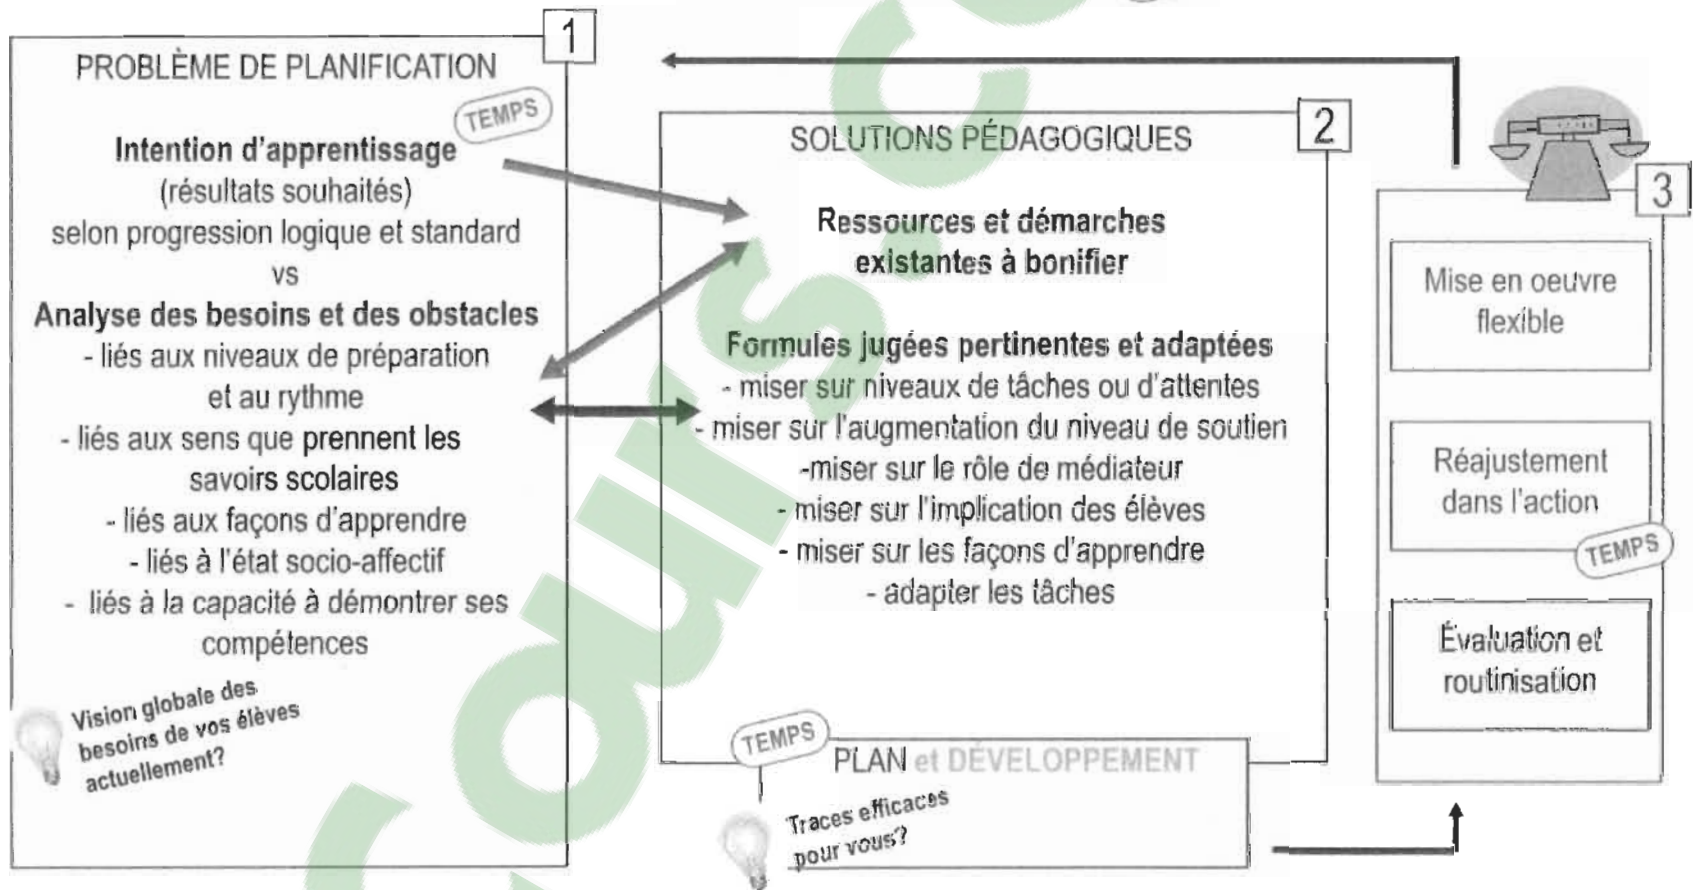 1
PROBLÈME DE PLANIFICATION
TEMPS
Intention d'apprentissage
(résultats souhaités)
selon progression logique et standard
vs
Analyse des besoins et des obstacles
- liés aux niveaux de préparation
et au rythme
- liés aux sens que prennent les
savoirs scolaires
- liés aux façons d'apprendre
- liés à l'état socio-affectif
- liés à la capacité à démontrer ses
compétences
Vision globale des
besoins de vos élèves
actuellement?
2
SOLUTIONS PÉDAGOGIQUES
Ressources et démarches
existantes à bonifier
Formules jugées pertinentes et adaptées
- miser sur niveaux de tâches ou d'attentes
- miser sur l'augmentation du niveau de soutien
-miser sur le rôle de médiateur
- miser sur l'implication des élèves
- miser sur les façons d'apprendre
- adapter les tâches
TEMPS
PLAN et DÉVELOPPEMENT
Traces efficaces
pour vous?
3
Mise en oeuvre
flexible
Réajustement
dans l'action
TEMPS
Évaluation et
routinisation